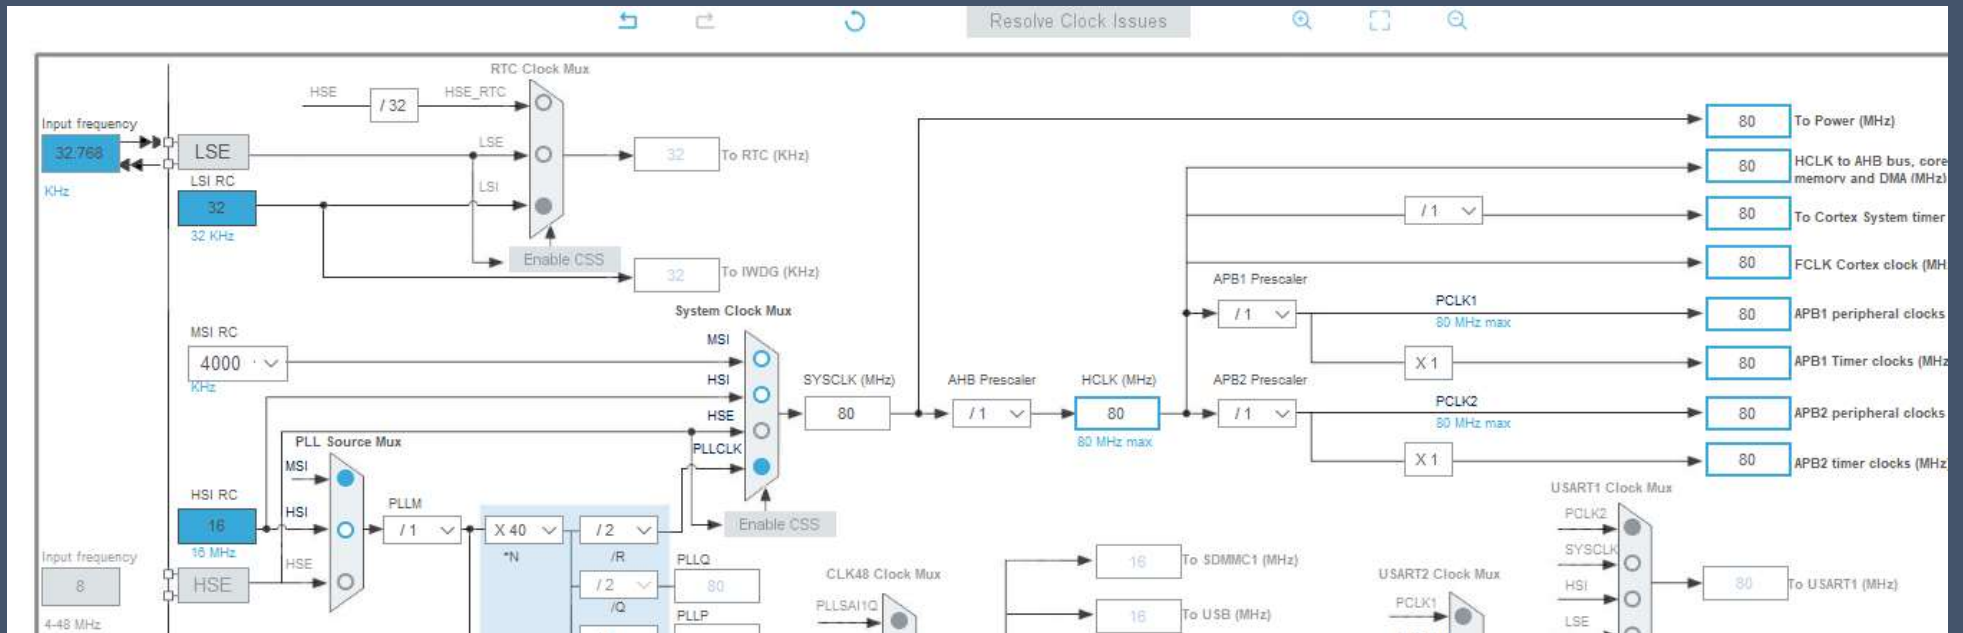 Resolve Clock Issues
RTC Clock Mux
HSE
/ 32
HSE_RTC
Input frequency
32.768
KHz
LSE
LSE
32
To RTC (KHz)
LSI RC
32
32 KHz
LSI
Enable CSS
32
To IWDG (KHz)
80
To Power (MHz)
80
HCLK to AHB bus, core
memory and DMA (MHz)
/ 1
80
To Cortex System timer
80
FCLK Cortex clock (MH
APB1 Prescaler
/ 1
PCLK1
80 MHz max
80
APB1 peripheral clocks
X 1
80
APB1 Timer clocks (MHz
System Clock Mux
MSI RC
4000
KHz
MSI
HSI
HSE
PLLCLK
SYSCLK (MHz)
80
AHB Prescaler
/ 1
HCLK (MHz)
80
80 MHz max
APB2 Prescaler
/ 1
PCLK2
80 MHz max
80
APB2 peripheral clocks
X 1
80
APB2 timer clocks (MHz
Enable CSS
PLL Source Mux
MSI
HSI RC
16
16 MHz
HSI
HSE
PLLM
/ 1
X 40
*N
/ 2
/R
/ 2
/Q
PLLQ
80
PLLP
Input frequency
8
4-48 MHz
HSE
CLK48 Clock Mux
PLLSAI1Q
16
To SDMMC1 (MHz)
16
To USB (MHz)
USART2 Clock Mux
PCLK1
USART1 Clock Mux
PCLK2
SYSCLK
HSI
LSE
80
To USART1 (MHz)